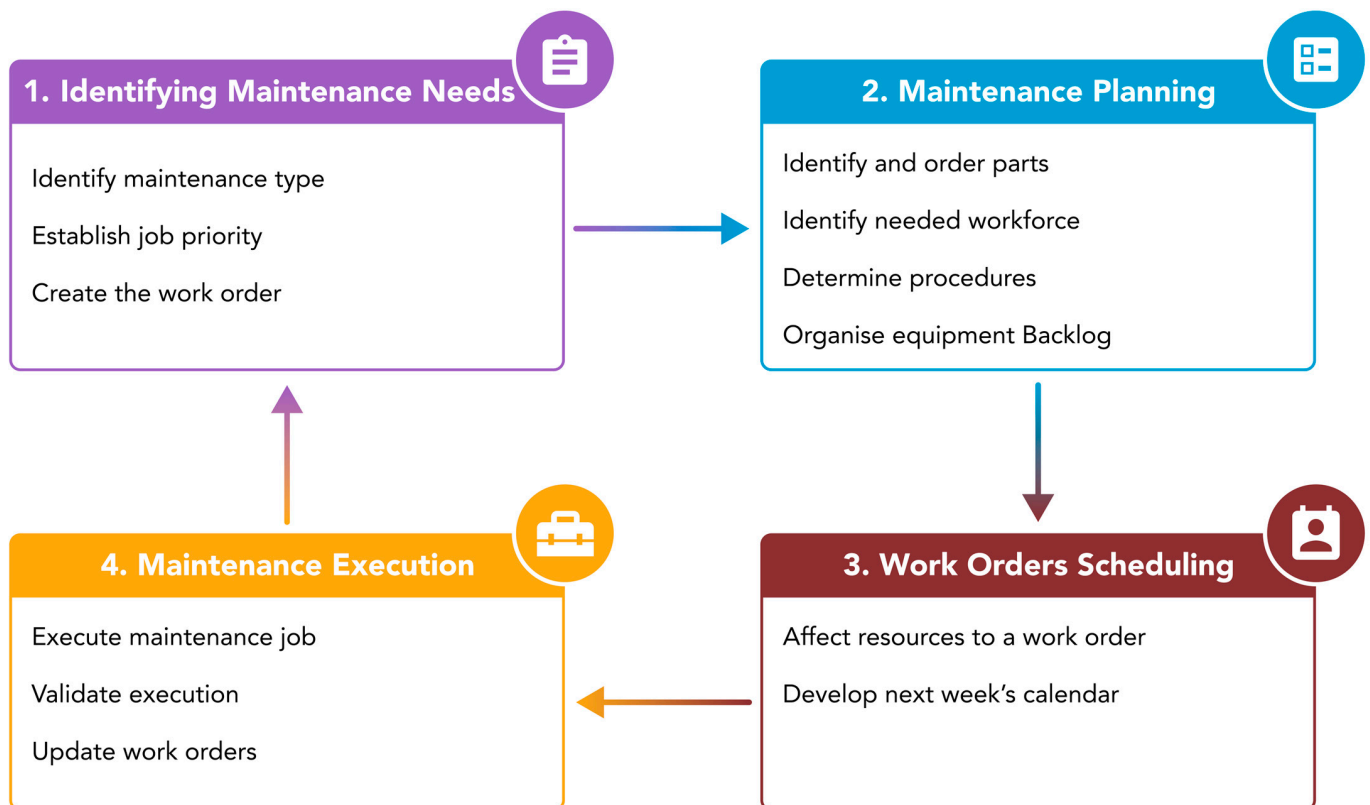 1. Identifying Maintenance Needs
Identify maintenance type
Establish job priority
Create the work order
2. Maintenance Planning
Identify and order parts
Identify needed workforce
Determine procedures
Organise equipment Backlog
3. Work Orders Scheduling
Affect resources to a work order
Develop next week’s calendar
4. Maintenance Execution
Execute maintenance job
Validate execution
Update work orders